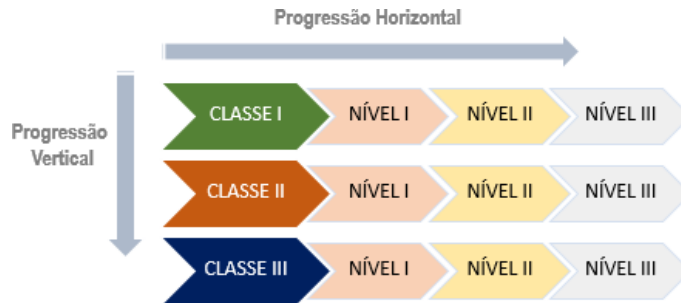 Progressão Horizontal
Progressão
Vertical
CLASSE I NÍVEL I NÍVEL II NÍVEL III
CLASSE II NÍVEL I NÍVEL II NÍVEL III
CLASSE III NÍVEL I NÍVEL II NÍVEL III